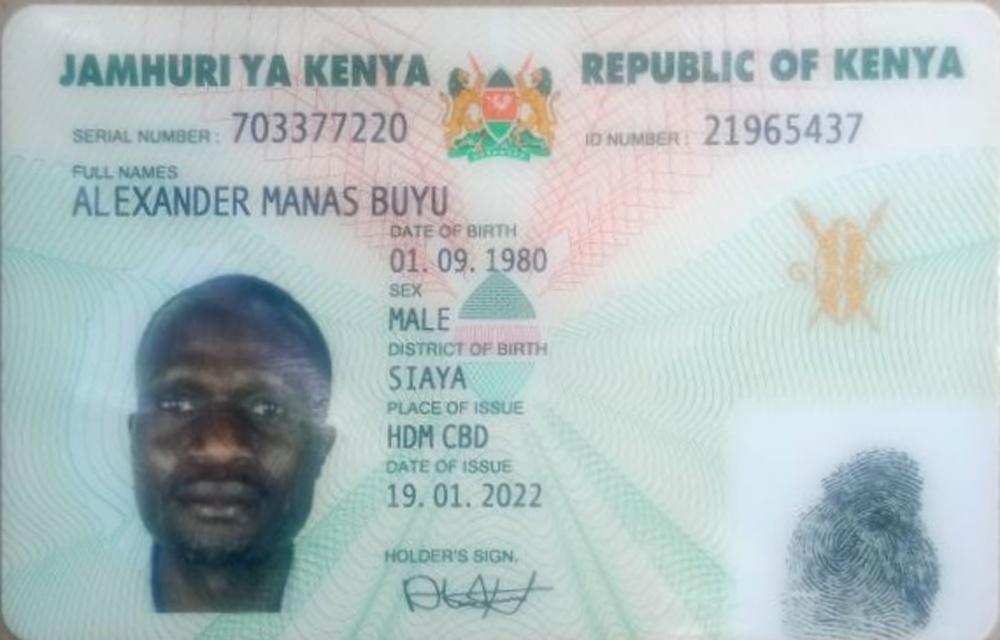 JAMHURI YA KENYA
REPUBLIC OF KENYA
SERIAL NUMBER : 703377220
ID NUMBER : 21965437
FULL NAMES
ALEXANDER MANAS BUYU
DATE OF BIRTH
01. 09. 1980
SEX
MALE
DISTRICT OF BIRTH
SIAYA
PLACE OF ISSUE
HDM CBD
DATE OF ISSUE
19. 01. 2022
HOLDER'S SIGN.